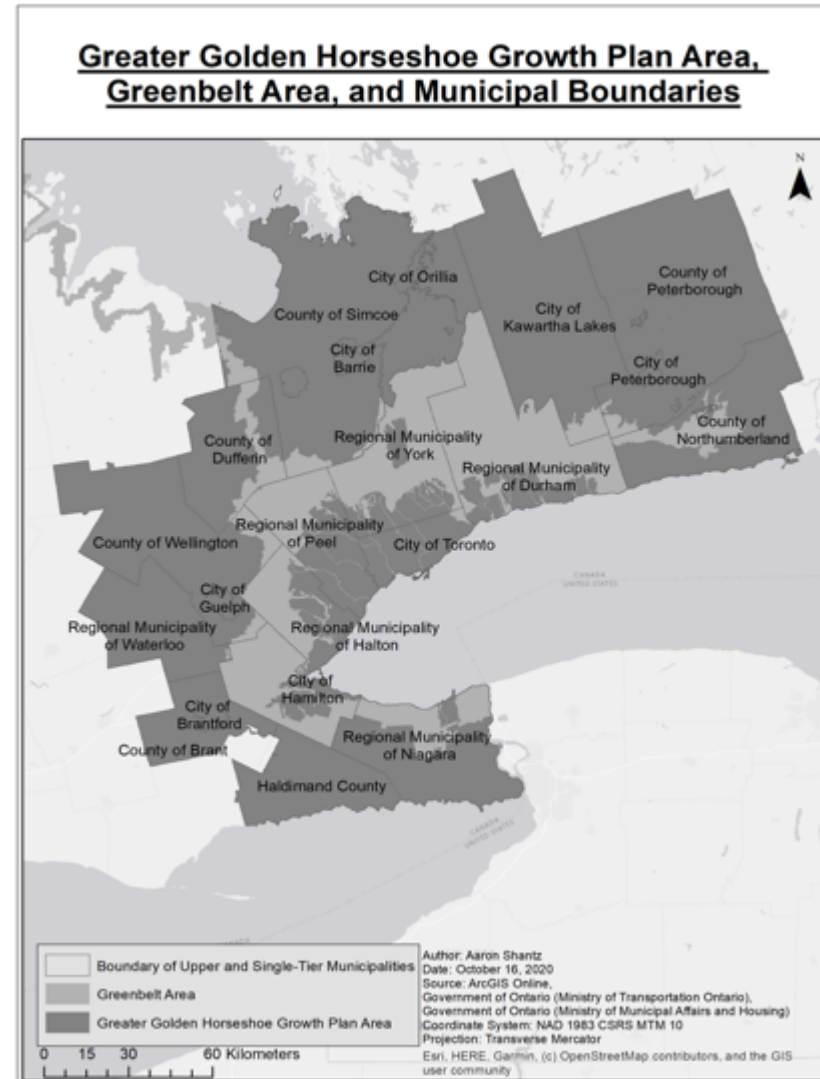 Greater Golden Horseshoe Growth Plan Area,
Greenbelt Area, and Municipal Boundaries
N
City of Orillia
County of
Peterborough
County of Simcoe
City of
Kawartha Lakes
City of
Barrie
City of
Peterborough
County of
Northumberland
County of
Dufferin
Regional Municipality
of York
Regional Municipality
of Durham
Regional Municipality
of Peel
City of Toronto
County of Wellington
CANADA
UNITED STATES
City of
Guelph
Regional Municipality
of Waterloo
Regional Municipality
of Halton
City of
Hamilton
City of
Brantford
County of Brant
Regional Municipality
of Niagara
Haldimand County
CANADA
UNITED STATES
CANADA
Boundary of Upper and Single-Tier Municipalities
Greenbelt Area
Greater Golden Horseshoe Growth Plan Area
0 15 30 60 Kilometers
Author: Aaron Shantz
Date: October 16, 2020
Source: ArcGIS Online,
Government of Ontario (Ministry of Transportation Ontario),
Government of Ontario (Ministry of Municipal Affairs and Housing)
Coordinate System: NAD 1983 CSRS MTM 10
Projection: Transverse Mercator
Esri, HERE, Garmin, (c) OpenStreetMap contributors, and the GIS
user community